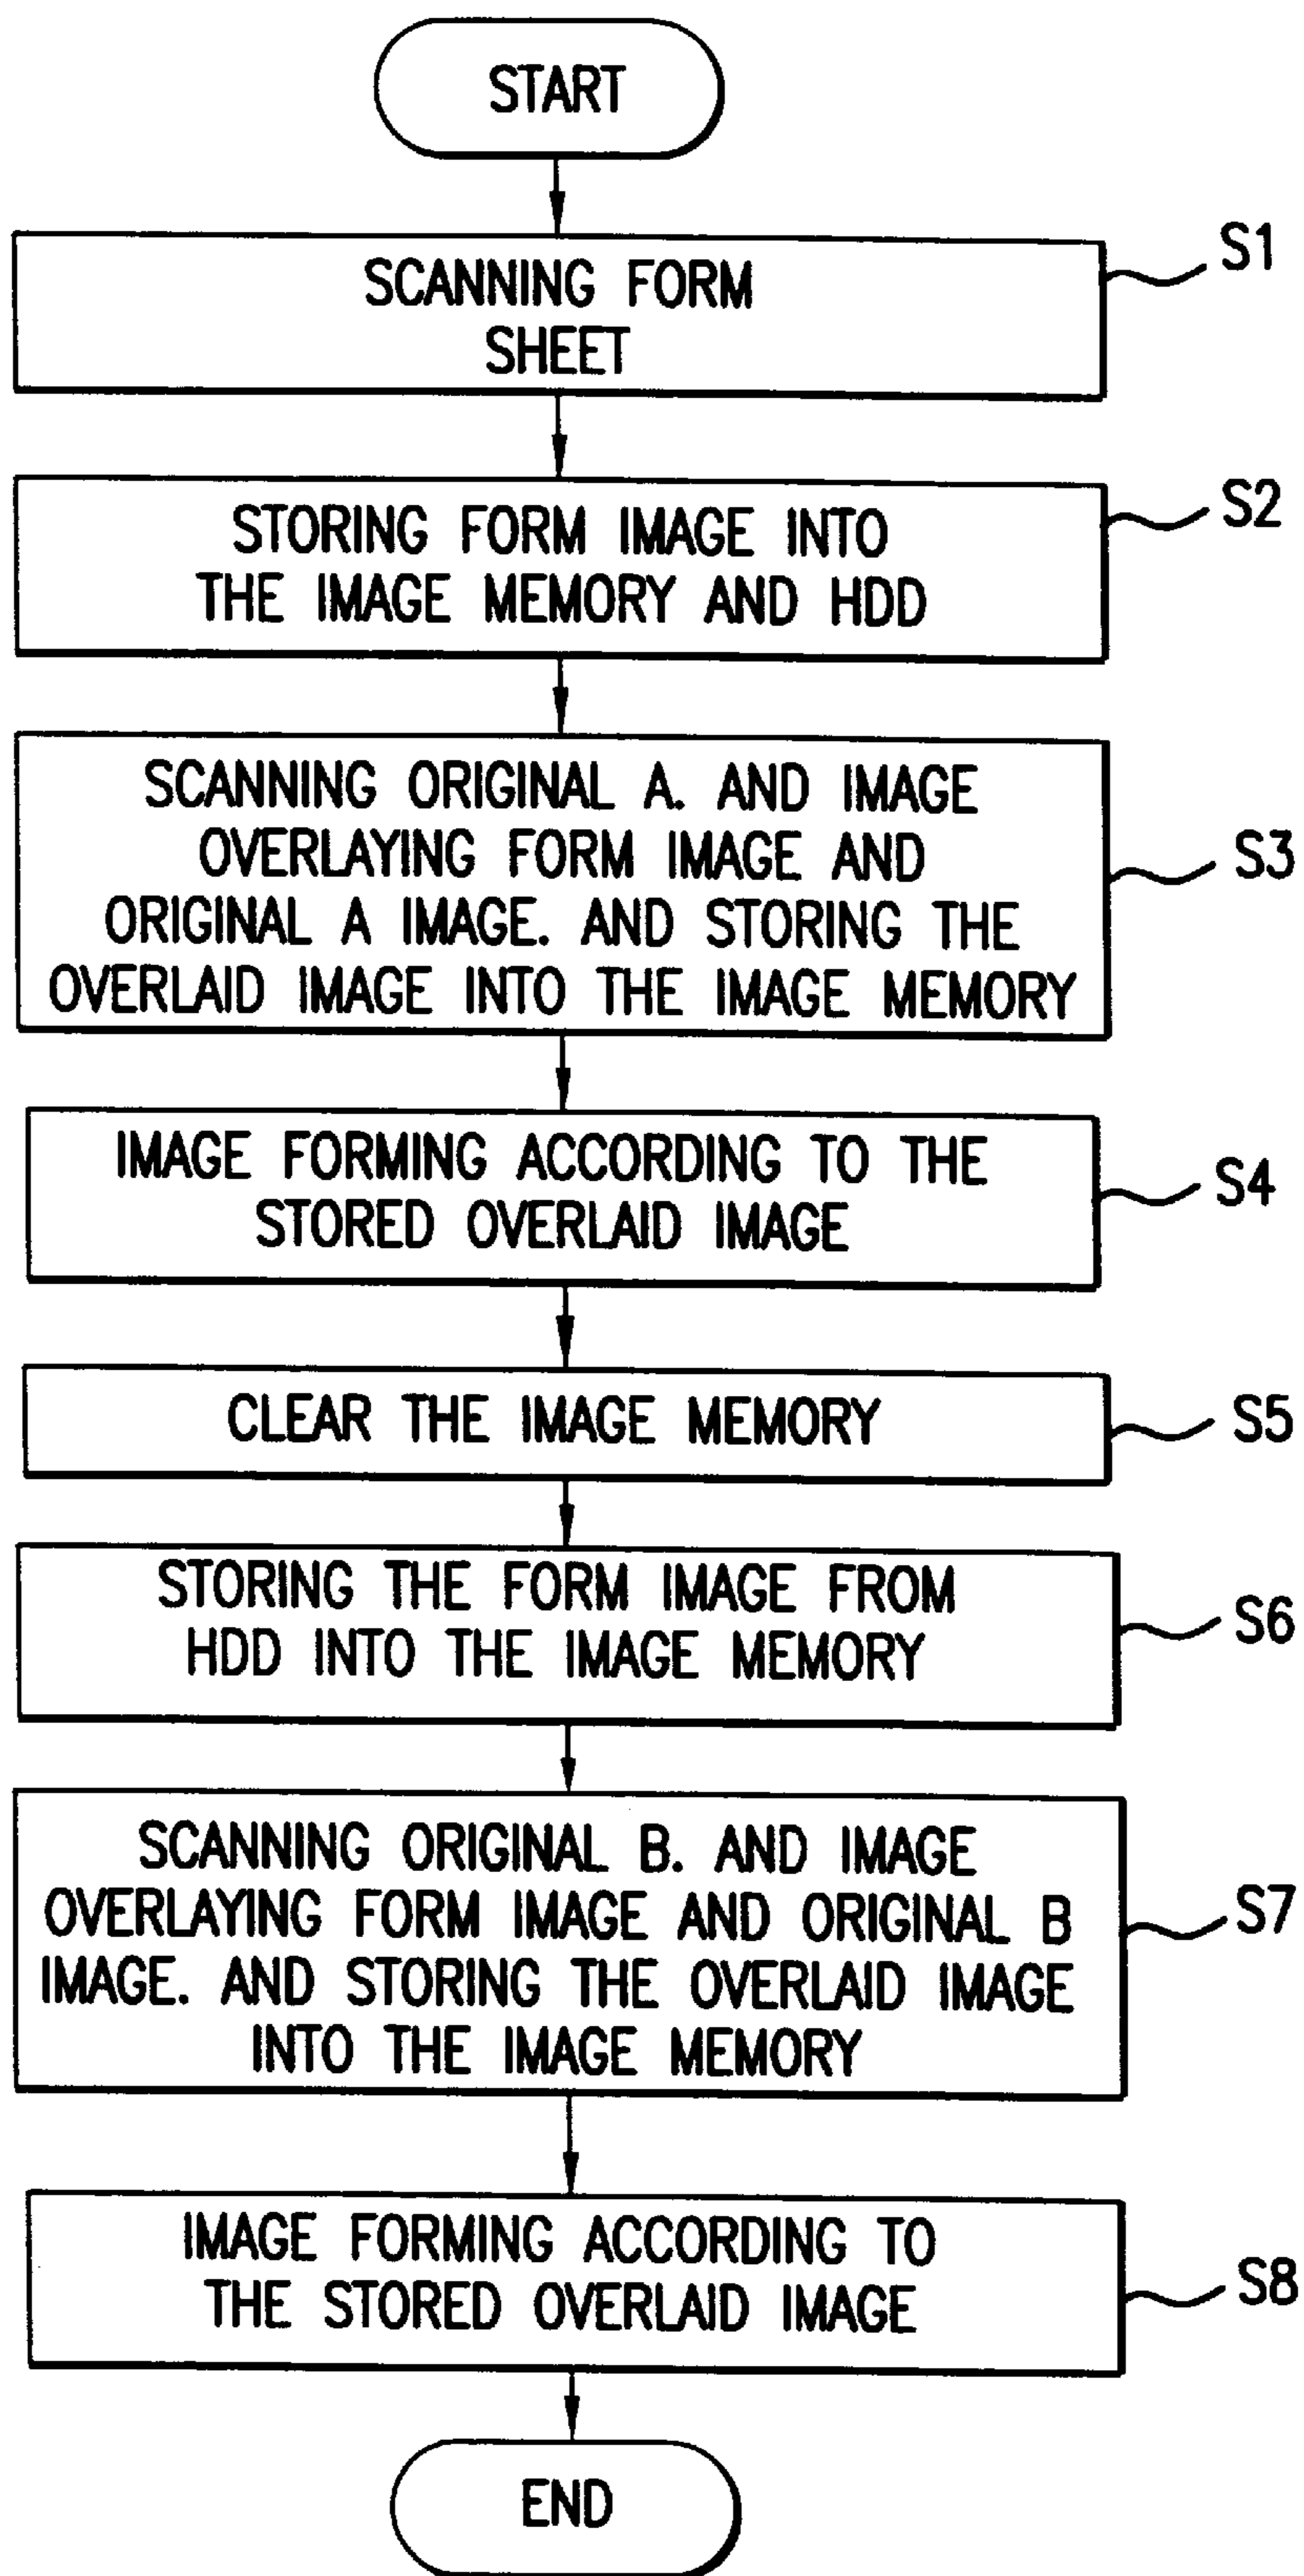 START
SCANNING FORM
SHEET
S1
STORING FORM IMAGE INTO
THE IMAGE MEMORY AND HDD
S2
SCANNING ORIGINAL A. AND IMAGE
OVERLAYING FORM IMAGE AND
ORIGINAL A IMAGE. AND STORING THE
OVERLAID IMAGE INTO THE IMAGE MEMORY
S3
IMAGE FORMING ACCORDING TO THE
STORED OVERLAID IMAGE
S4
CLEAR THE IMAGE MEMORY
S5
STORING THE FORM IMAGE FROM
HDD INTO THE IMAGE MEMORY
S6
SCANNING ORIGINAL B. AND IMAGE
OVERLAYING FORM IMAGE AND ORIGINAL B
IMAGE. AND STORING THE OVERLAID IMAGE
INTO THE IMAGE MEMORY
S7
IMAGE FORMING ACCORDING TO
THE STORED OVERLAID IMAGE
S8
END